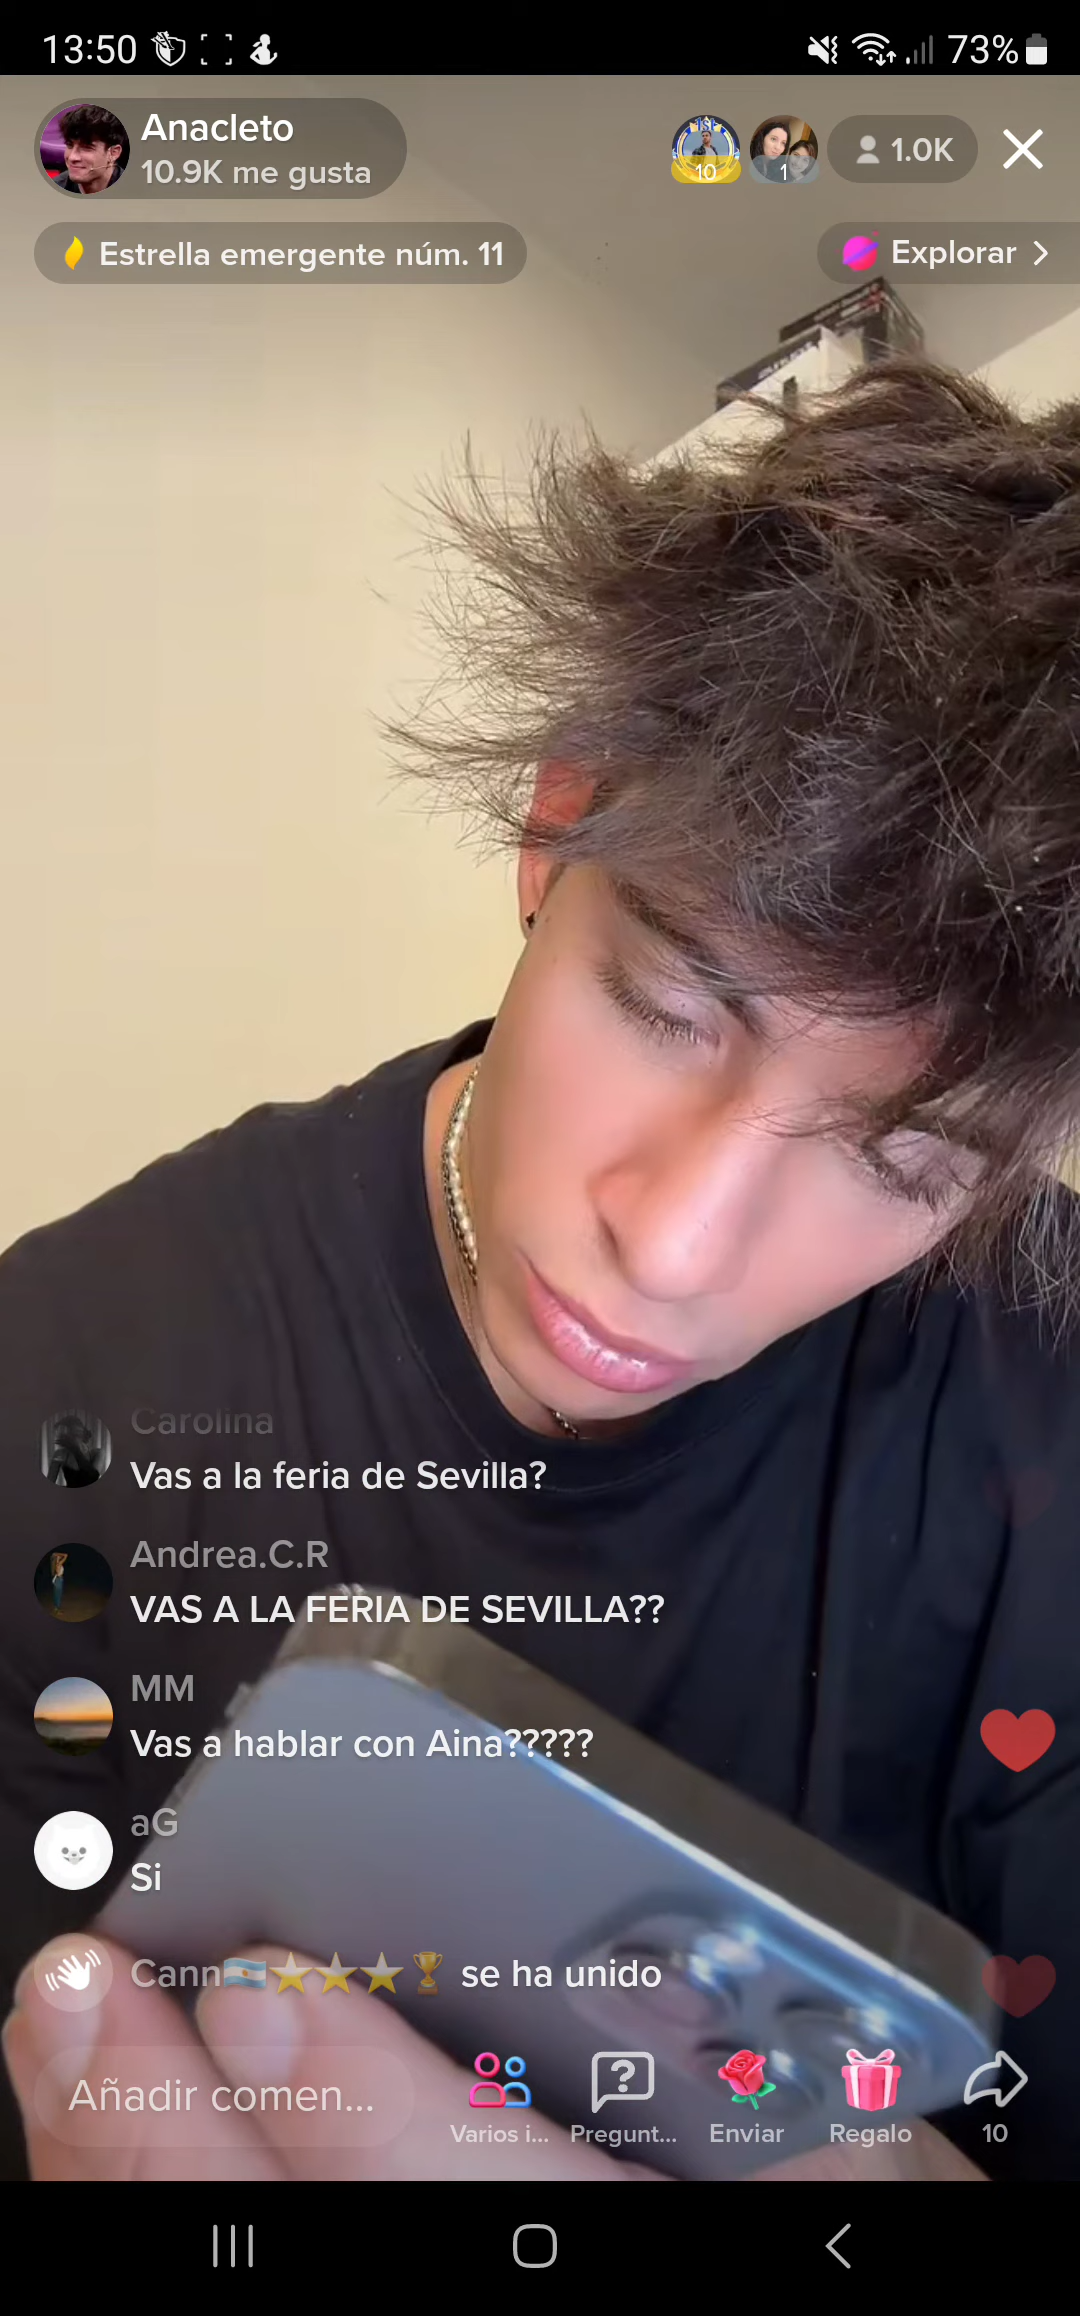 13:50
73%
Anacleto
10.9K me gusta
10
1
1.0K
Estrella emergente núm. 11
Explorar
Carolina
Vas a la feria de Sevilla?
Andrea.C.R
VAS A LA FERIA DE SEVILLA??
MM
Vas a hablar con Aina?????
aG
Si
Cann🇦🇷⭐⭐⭐🏆 se ha unido
Añadir comen...
Varios i...
Pregunt...
Enviar
Regalo
10